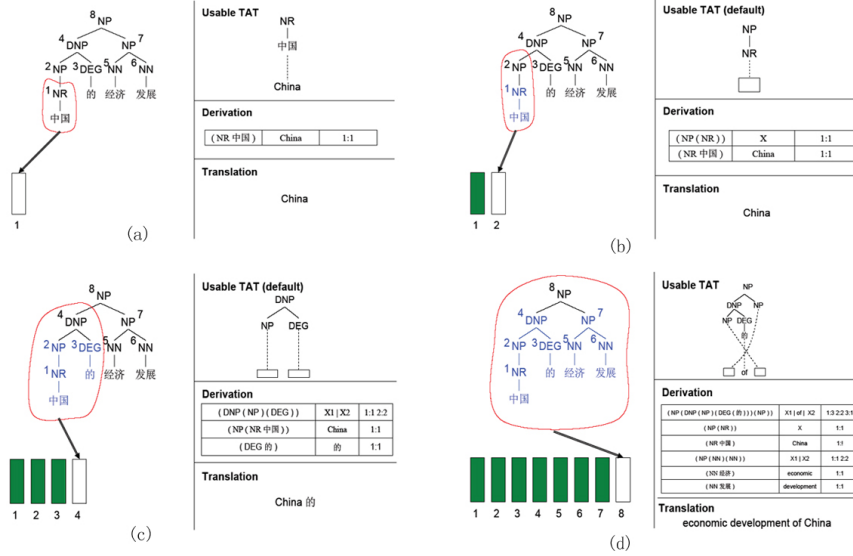 8 NP
4 DNP NP 7
2 NP 3 DEG 5 NN 6 NN
1 NR 的 经济 发展
中国
1
(a)
Usable TAT
NR
中国
China
Derivation
( NR 中国 ) China 1:1
Translation
China
8 NP
4 DNP NP 7
2 NP 3 DEG 5 NN 6 NN
1 NR 的 经济 发展
中国
1 2
(b)
Usable TAT (default)
NP
NR
Derivation
( NP ( NR ) ) X 1:1
( NR 中国 ) China 1:1
Translation
China
8 NP
4 DNP NP 7
2 NP 3 DEG 5 NN 6 NN
1 NR 的 经济 发展
中国
1 2 3 4
(c)
Usable TAT (default)
DNP
NP DEG
Derivation
( DNP ( NP ) ( DEG ) ) X1 | X2 1:1 2:2
( NP ( NR 中国 ) ) China 1:1
( DEG 的 ) 的 1:1
Translation
China 的
8 NP
4 DNP NP 7
2 NP 3 DEG 5 NN 6 NN
1 NR 的 经济 发展
中国
1 2 3 4 5 6 7 8
(d)
Usable TAT
NP
DNP NP
NP DEG
的
of
Derivation
( NP ( DNP ( NP ) ( DEG ( 的 ) ) ) ( NP ) ) X1 | of | X2 1:3 2:2 3:1
( NP ( NR ) ) X 1:1
( NR 中国 ) China 1:1
( NP ( NN ) ( NN ) ) X1 | X2 1:1 2:2
( NN 经济 ) economic 1:1
( NN 发展 ) development 1:1
Translation
economic development of China